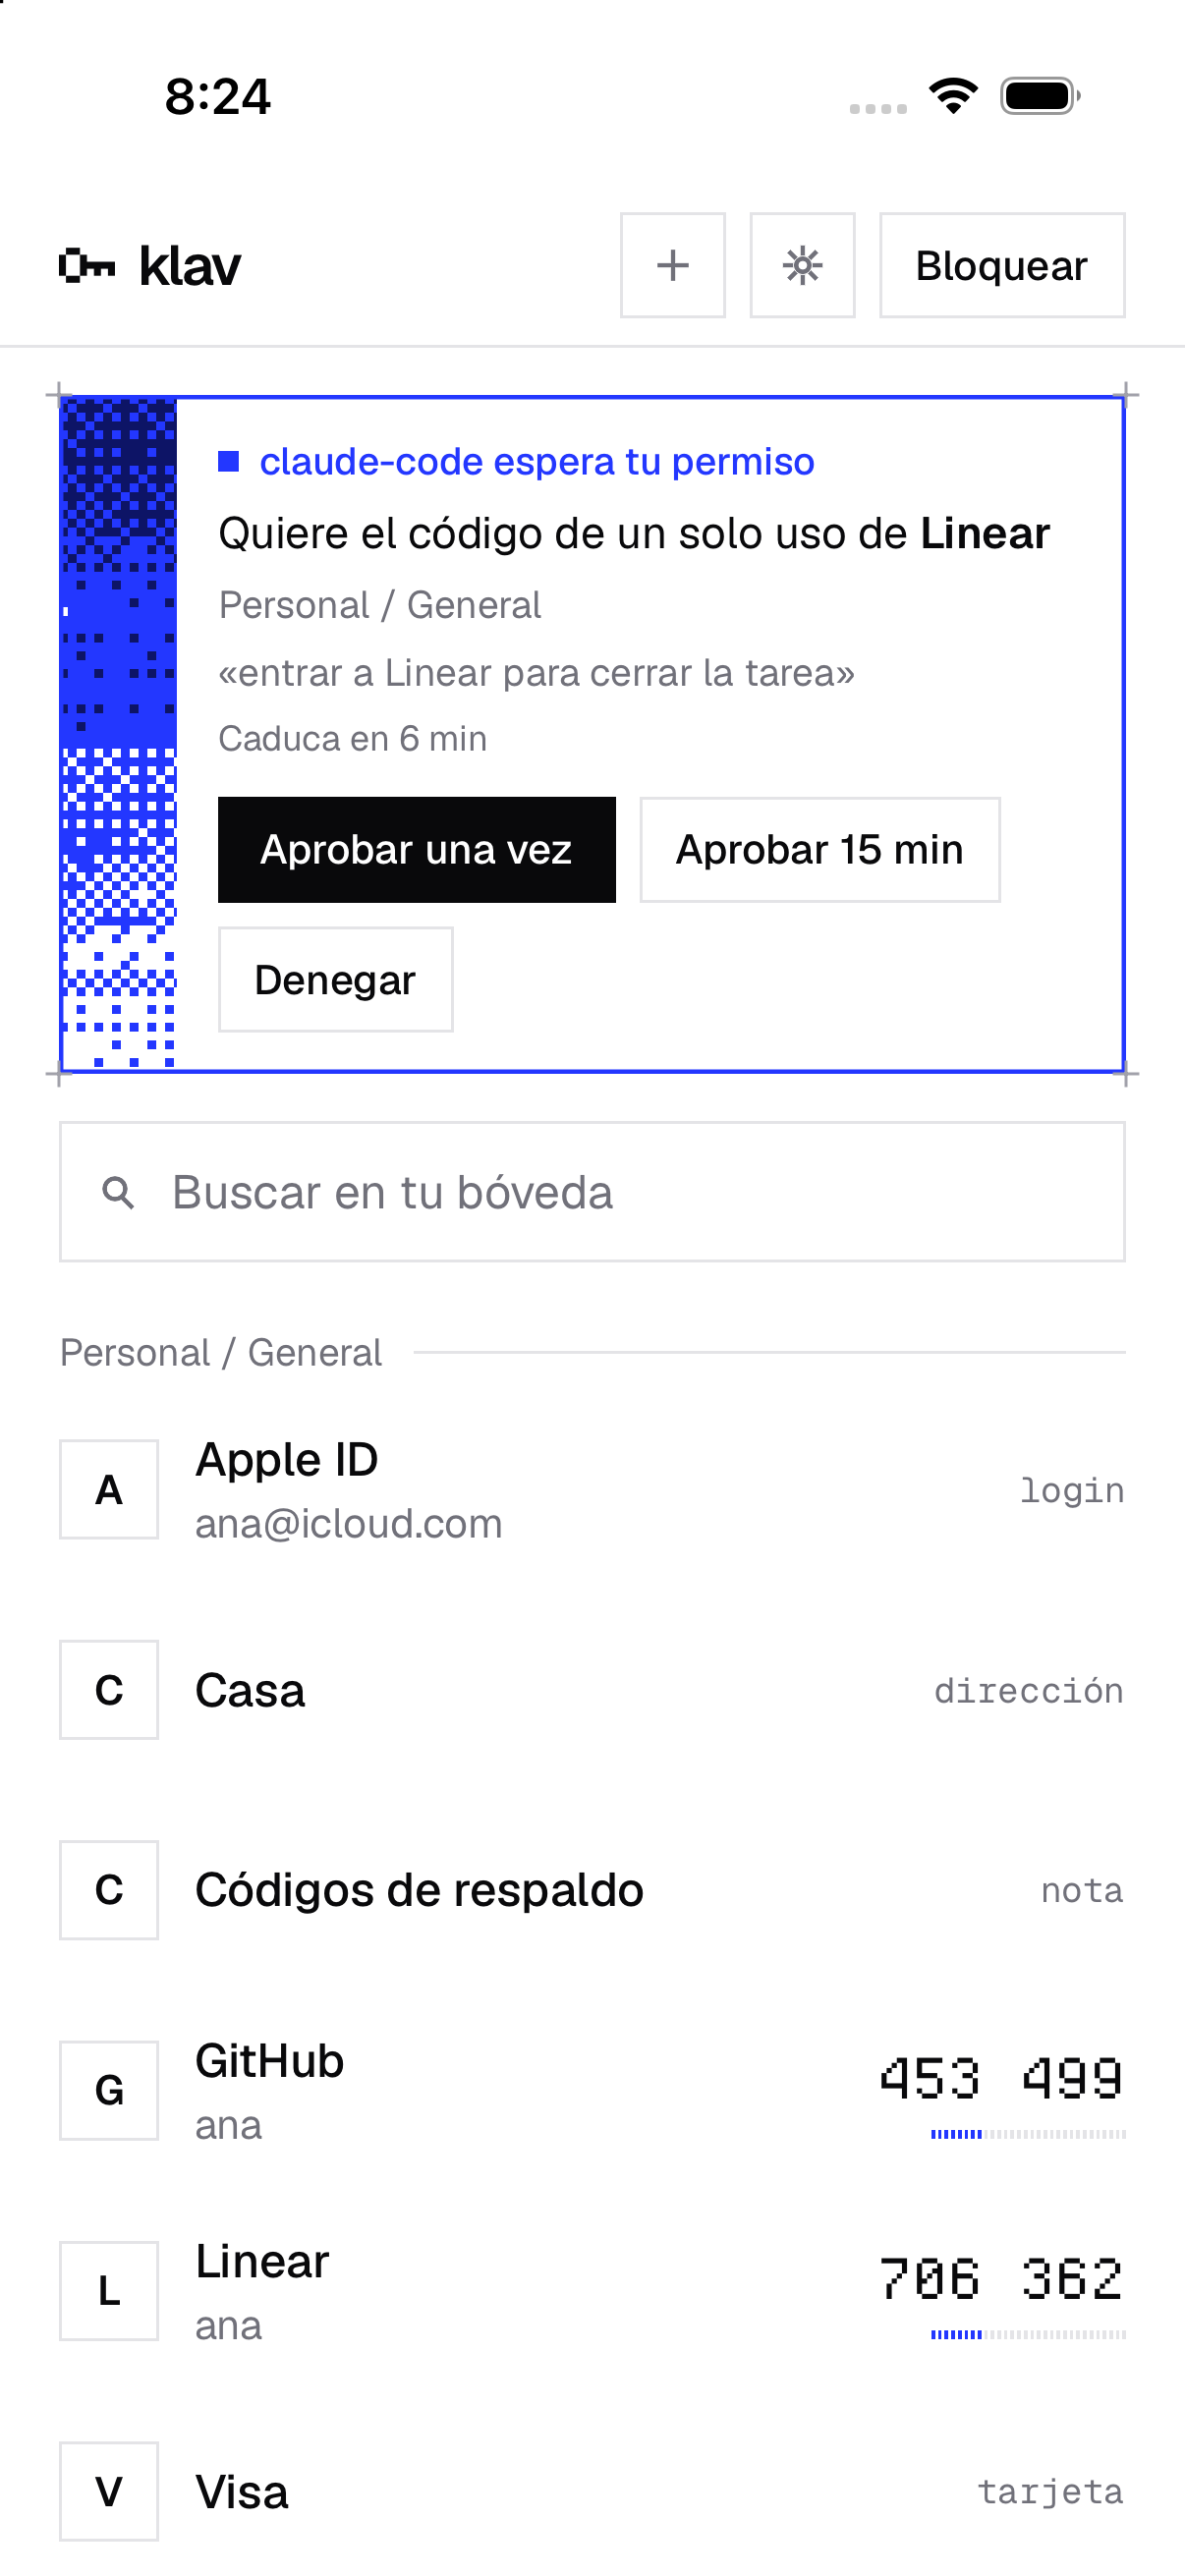 8:24
klav
Bloquear
claude-code espera tu permiso
Quiere el código de un solo uso de Linear
Personal / General
«entrar a Linear para cerrar la tarea»
Caduca en 6 min
Aprobar una vez
Aprobar 15 min
Denegar
Buscar en tu bóveda
Personal / General
A
Apple ID
ana@icloud.com
login
C
Casa
dirección
C
Códigos de respaldo
nota
G
GitHub
ana
453 499
L
Linear
ana
706 362
V
Visa
tarjeta